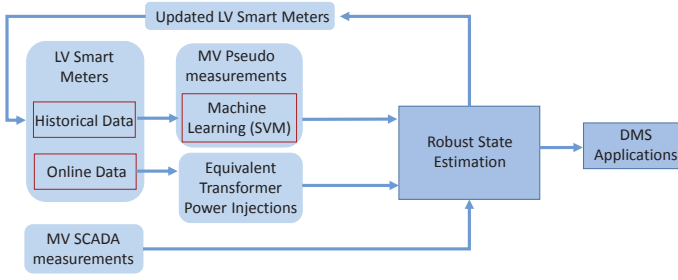 Updated LV Smart Meters
LV Smart
Meters
Historical Data
Online Data
MV Pseudo
measurements
Machine
Learning (SVM)
Equivalent
Transformer
Power Injections
MV SCADA
measurements
Robust State
Estimation
DMS
Applications